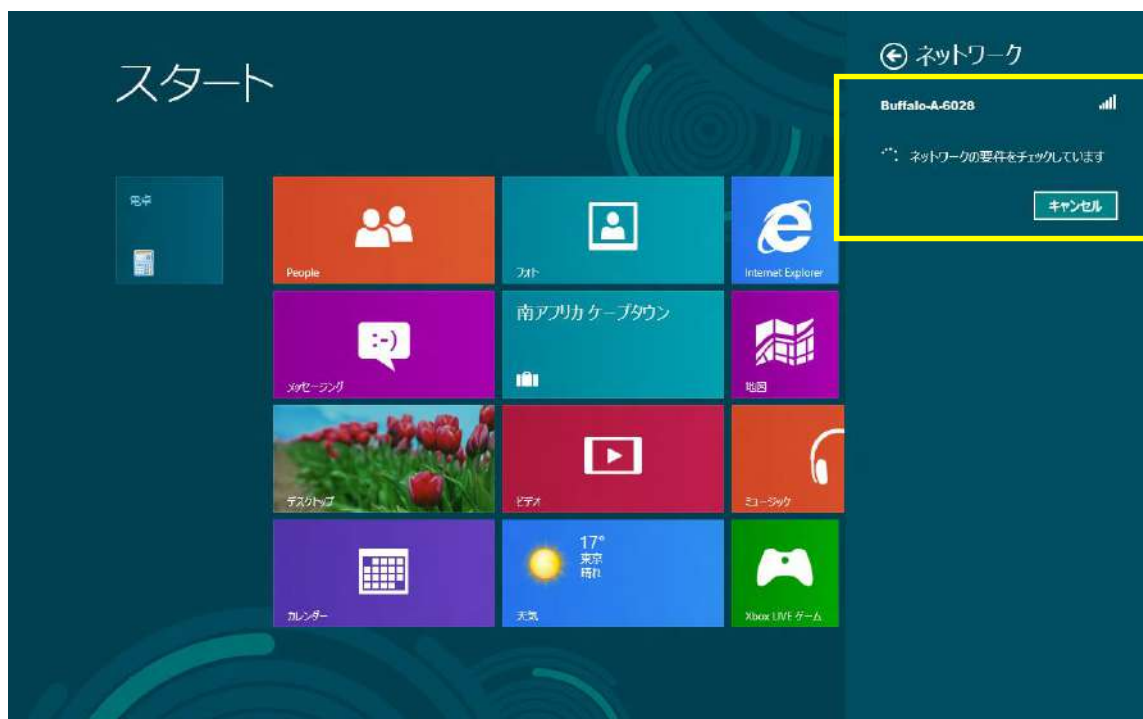 スタート
ネットワーク
Buffalo-A-6028
ネットワークの要件をチェックしています
キャンセル
電卓
People
フォト
Internet Explorer
メッセージング
南アフリカ ケープタウン
地図
デスクトップ
ビデオ
ミュージック
カレンダー
17°
東京
晴れ
天気
Xbox LIVE ゲーム